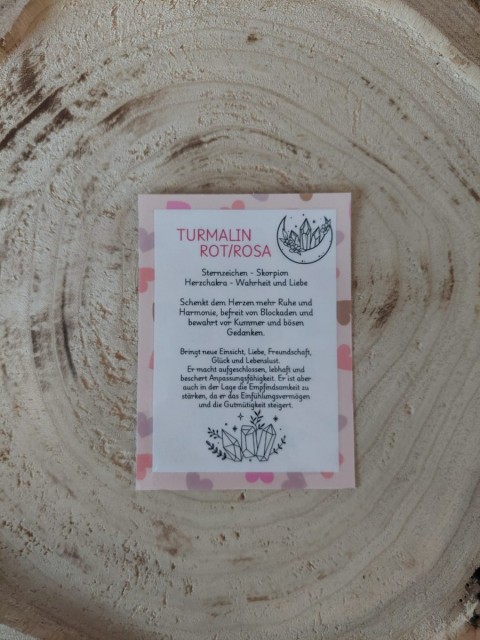 TURMALIN
ROT/ROSA
Sternzeichen - Skorpion
Herzchakra - Wahrheit und Liebe
Schenkt dem Herzen mehr Ruhe und
Harmonie, befreit von Blockaden und
bewahrt vor Kummer und bösen
Gedanken.
Bringt neue Einsicht, Liebe, Freundschaft,
Glück und Lebenslust.
Er macht aufgeschlossen, lebhaft und
beschert Anpassungsfähigkeit. Er ist aber
auch in der Lage die Empfindsamkeit zu
stärken, da er das Einfühlungsvermögen
und die Gutmütigkeit steigert.